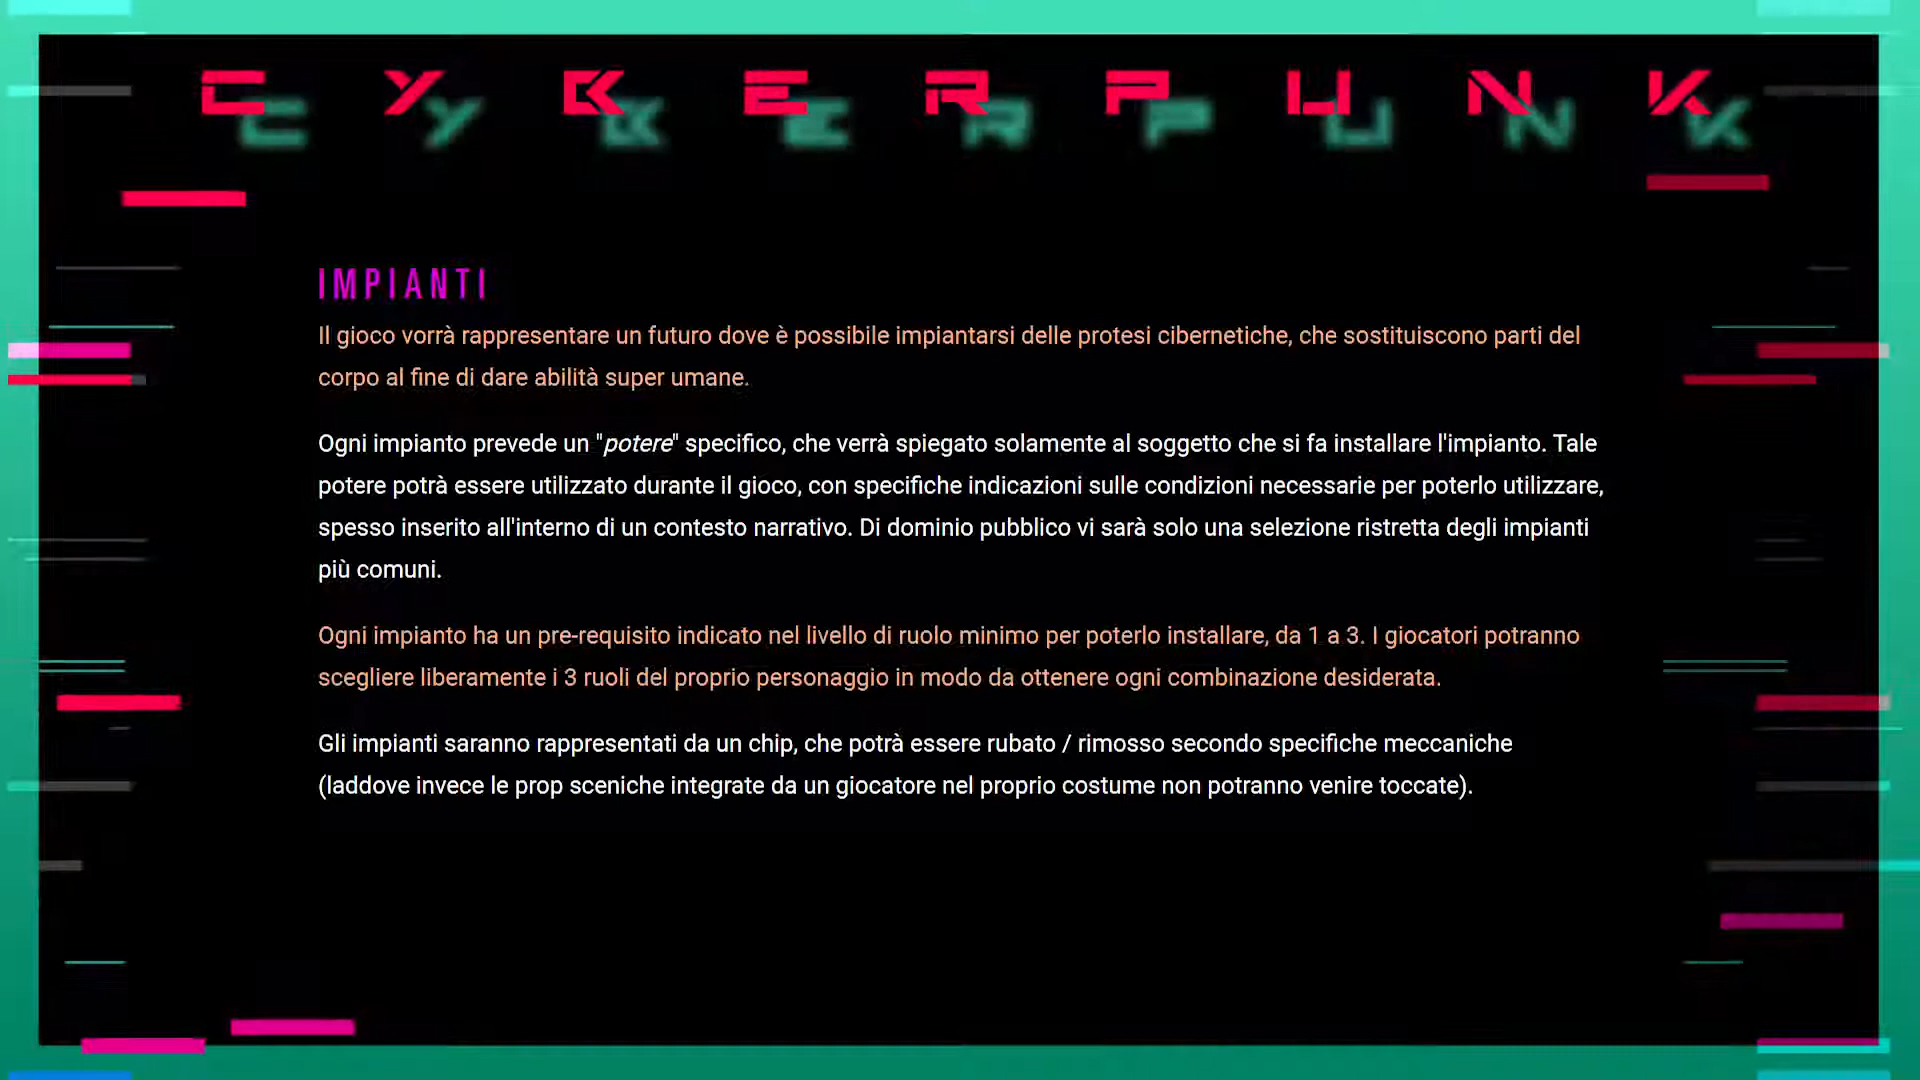 CYBERPUNK
IMPIANTI
Il gioco vorrà rappresentare un futuro dove è possibile impiantarsi delle protesi cibernetiche, che sostituiscono parti del
corpo al fine di dare abilità super umane.
Ogni impianto prevede un "potere" specifico, che verrà spiegato solamente al soggetto che si fa installare l'impianto. Tale
potere potrà essere utilizzato durante il gioco, con specifiche indicazioni sulle condizioni necessarie per poterlo utilizzare,
spesso inserito all'interno di un contesto narrativo. Di dominio pubblico vi sarà solo una selezione ristretta degli impianti
più comuni.
Ogni impianto ha un pre-requisito indicato nel livello di ruolo minimo per poterlo installare, da 1 a 3. I giocatori potranno
scegliere liberamente i 3 ruoli del proprio personaggio in modo da ottenere ogni combinazione desiderata.
Gli impianti saranno rappresentati da un chip, che potrà essere rubato / rimosso secondo specifiche meccaniche
(laddove invece le prop sceniche integrate da un giocatore nel proprio costume non potranno venire toccate).